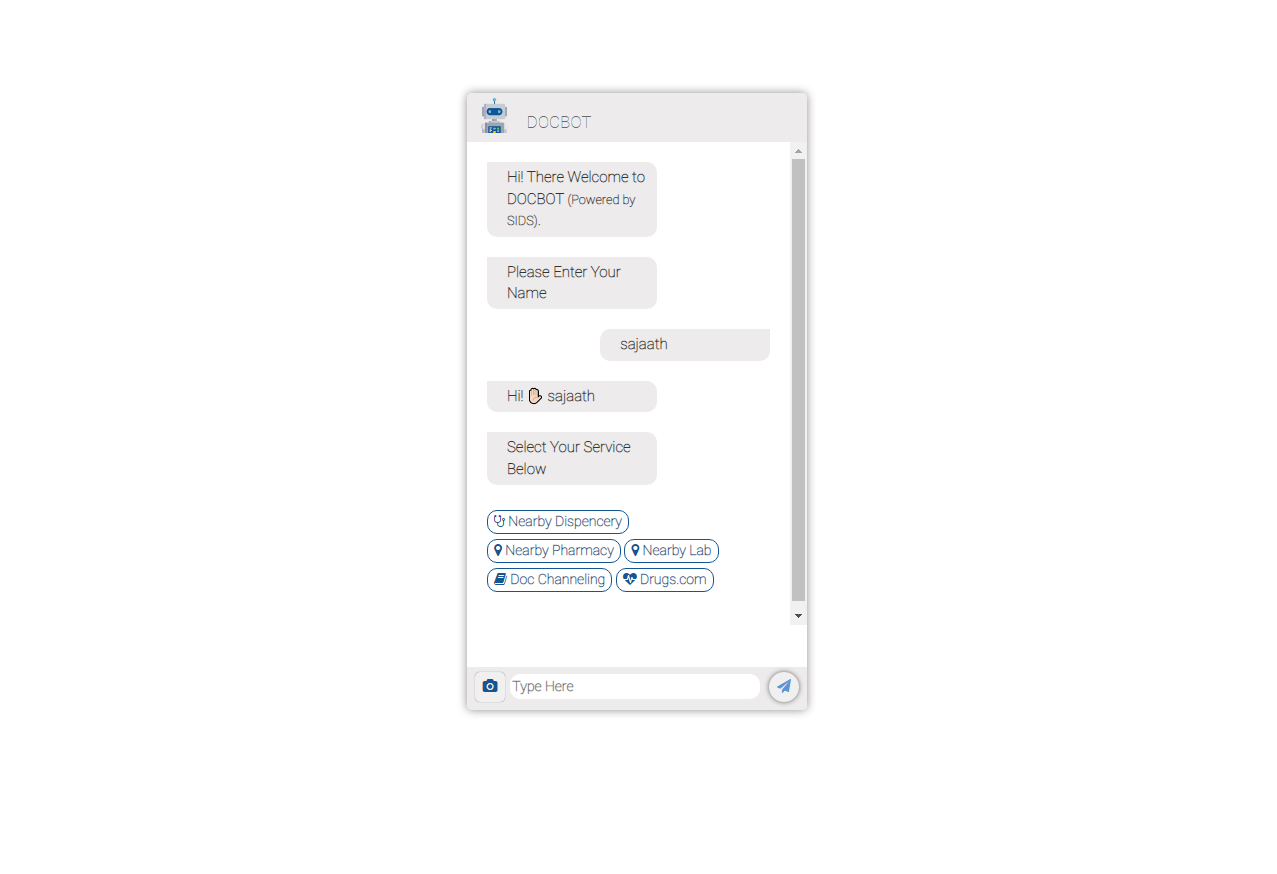 DOCBOT
Hi! There Welcome to
DOCBOT (Powered by
SIDS).
Please Enter Your
Name
sajaath
Hi! ✋🏻 sajaath
Select Your Service
Below
Nearby Dispencery
Nearby Pharmacy Nearby Lab
Doc Channeling Drugs.com
Type Here